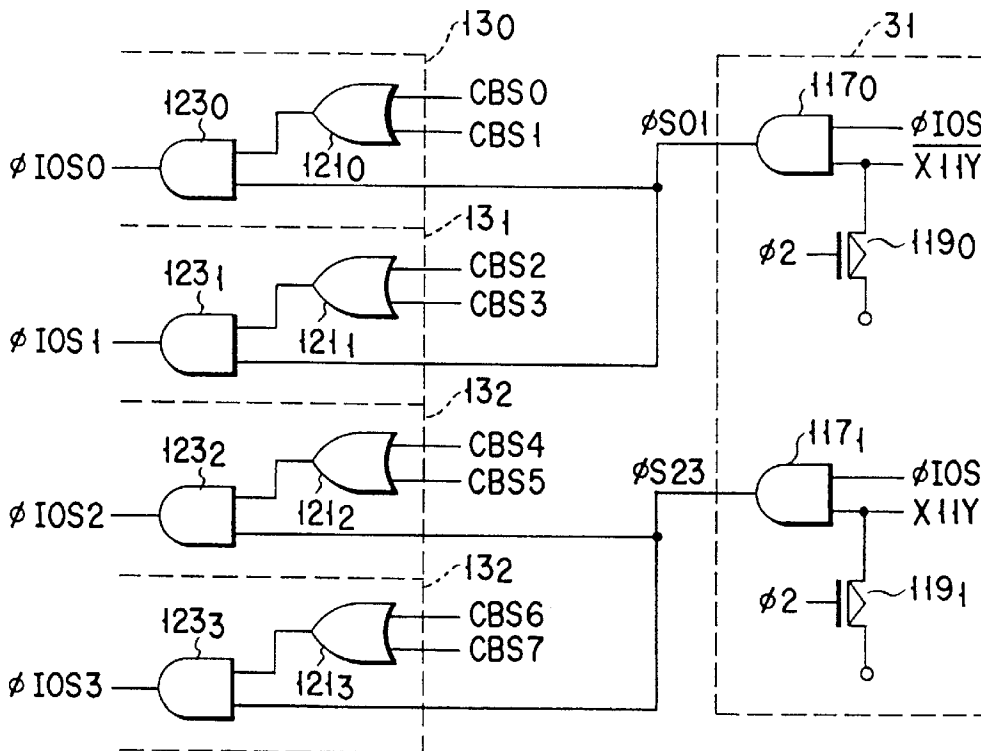 130 31
1230 CBS0 1170
φS01 φIOS
CBS1 X11Y
φIOS0 1210
131
1231 CBS2 φ2 1190
CBS3
φIOS1 1211
132
1232 CBS4 1171
φS23 φIOS
CBS5 X11Y
φIOS2 1212
132
1233 CBS6 φ2 1191
CBS7
φIOS3 1213